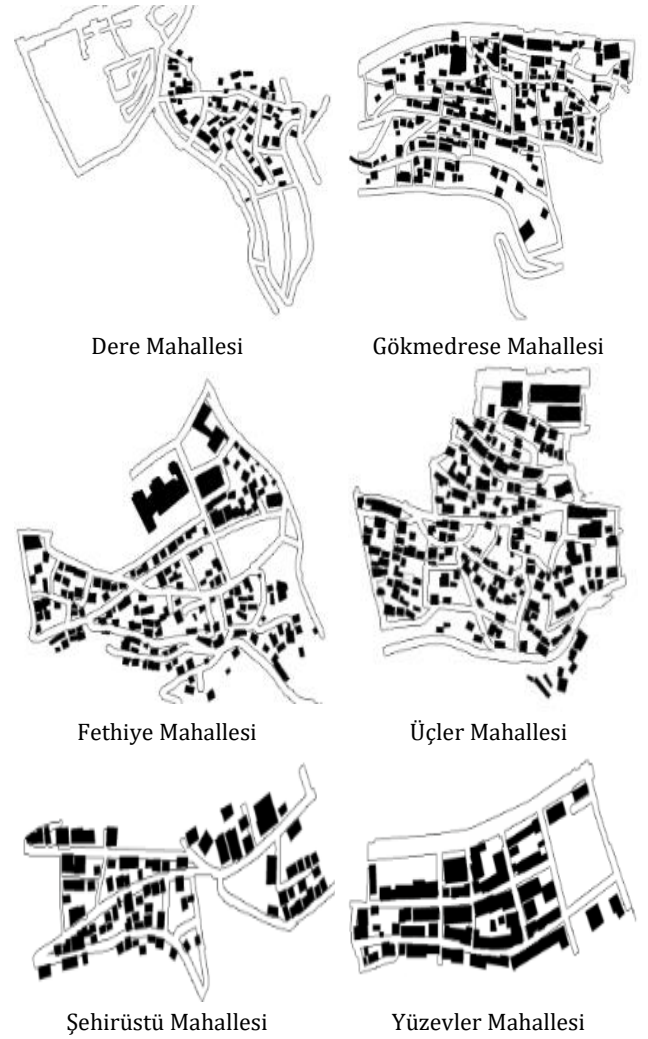 Dere Mahallesi
Gökmedrese Mahallesi
Fethiye Mahallesi
Üçler Mahallesi
Şehirüstü Mahallesi
Yüzevler Mahallesi